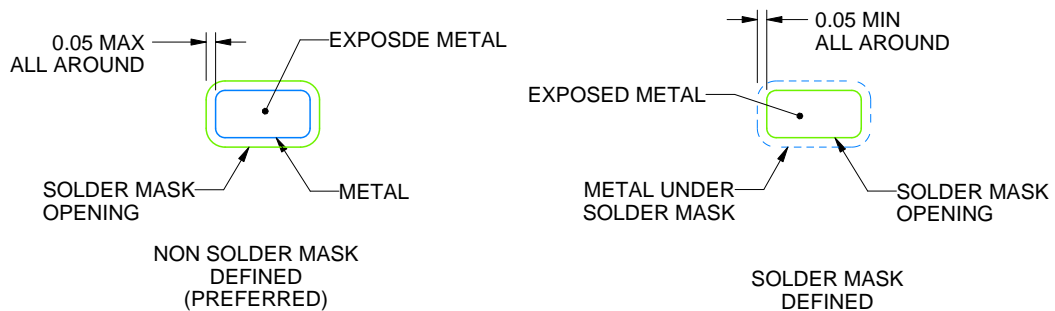 0.05 MAX
ALL AROUND
EXPOSDE METAL
SOLDER MASK
OPENING
METAL
NON SOLDER MASK
DEFINED
(PREFERRED)
0.05 MIN
ALL AROUND
EXPOSED METAL
METAL UNDER
SOLDER MASK
SOLDER MASK
OPENING
SOLDER MASK
DEFINED